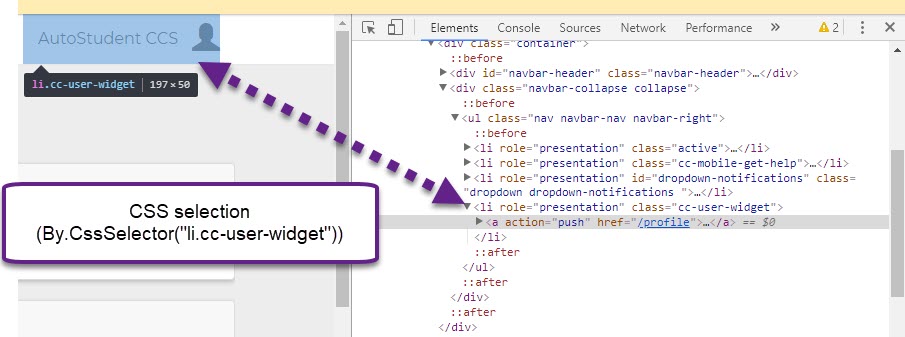 AutoStudent CCS
li.cc-user-widget | 197 × 50
CSS selection
(By.CssSelector("li.cc-user-widget"))
Elements Console Sources Network Performance » 2
<div class="container">
::before
<div id="navbar-header" class="navbar-header">…</div>
<div class="navbar-collapse collapse">
::before
<ul class="nav navbar-nav navbar-right">
::before
<li role="presentation" class="active">…</li>
<li role="presentation" class="cc-mobile-get-help">…</li>
<li role="presentation" id="dropdown-notifications" class=
"dropdown dropdown-notifications ">…</li>
<li role="presentation" class="cc-user-widget">
<a action="push" href="/profile">…</a> == $0
</li>
::after
</ul>
::after
</div>
::after
</div>